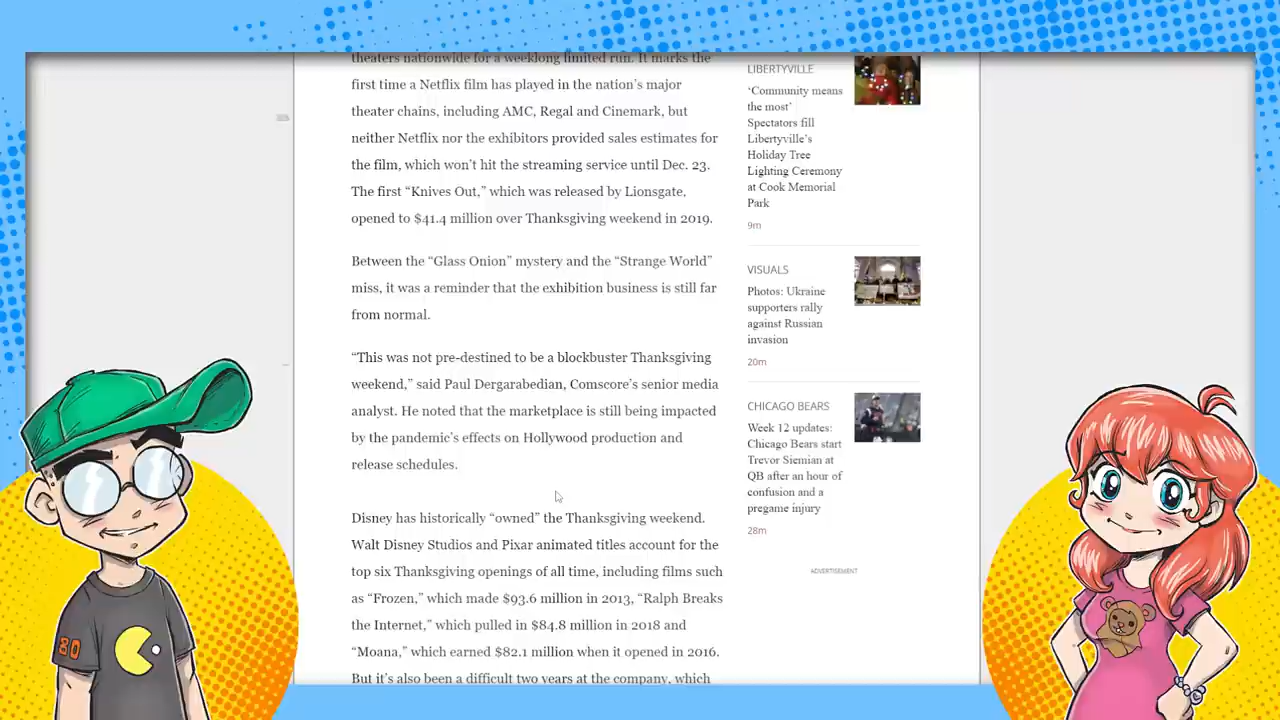 theaters nationwide for a weeklong limited run. It marks the
first time a Netflix film has played in the nation's major
theater chains, including AMC, Regal and Cinemark, but
neither Netflix nor the exhibitors provided sales estimates for
the film, which won't hit the streaming service until Dec. 23.
The first “Knives Out,” which was released by Lionsgate,
opened to $41.4 million over Thanksgiving weekend in 2019.
Between the “Glass Onion” mystery and the “Strange World”
miss, it was a reminder that the exhibition business is still far
from normal.
“This was not pre-destined to be a blockbuster Thanksgiving
weekend,” said Paul Dergarabedian, Comscore's senior media
analyst. He noted that the marketplace is still being impacted
by the pandemic's effects on Hollywood production and
release schedules.
Disney has historically “owned” the Thanksgiving weekend.
Walt Disney Studios and Pixar animated titles account for the
top six Thanksgiving openings of all time, including films such
as “Frozen,” which made $93.6 million in 2013, “Ralph Breaks
the Internet,” which pulled in $84.8 million in 2018 and
“Moana,” which earned $82.1 million when it opened in 2016.
But it's also been a difficult two years at the company, which
LIBERTYVILLE
‘Community means
the most’
Spectators fill
Libertyville's
Holiday Tree
Lighting Ceremony
at Cook Memorial
Park
9m
VISUALS
Photos: Ukraine
supporters rally
against Russian
invasion
20m
CHICAGO BEARS
Week 12 updates:
Chicago Bears start
Trevor Siemian at
QB after an hour of
confusion and a
pregame injury
28m
ADVERTISEMENT
80